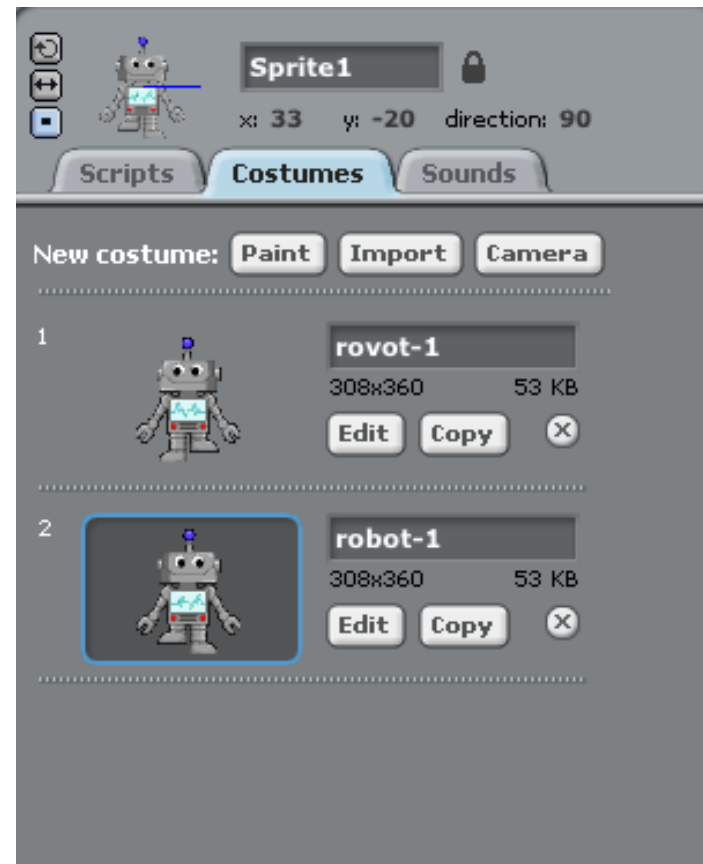 Sprite1
x: 33 y: -20 direction: 90
Scripts Costumes Sounds
New costume: Paint Import Camera
1
rovot-1
308x360 53 KB
Edit Copy
2
robot-1
308x360 53 KB
Edit Copy